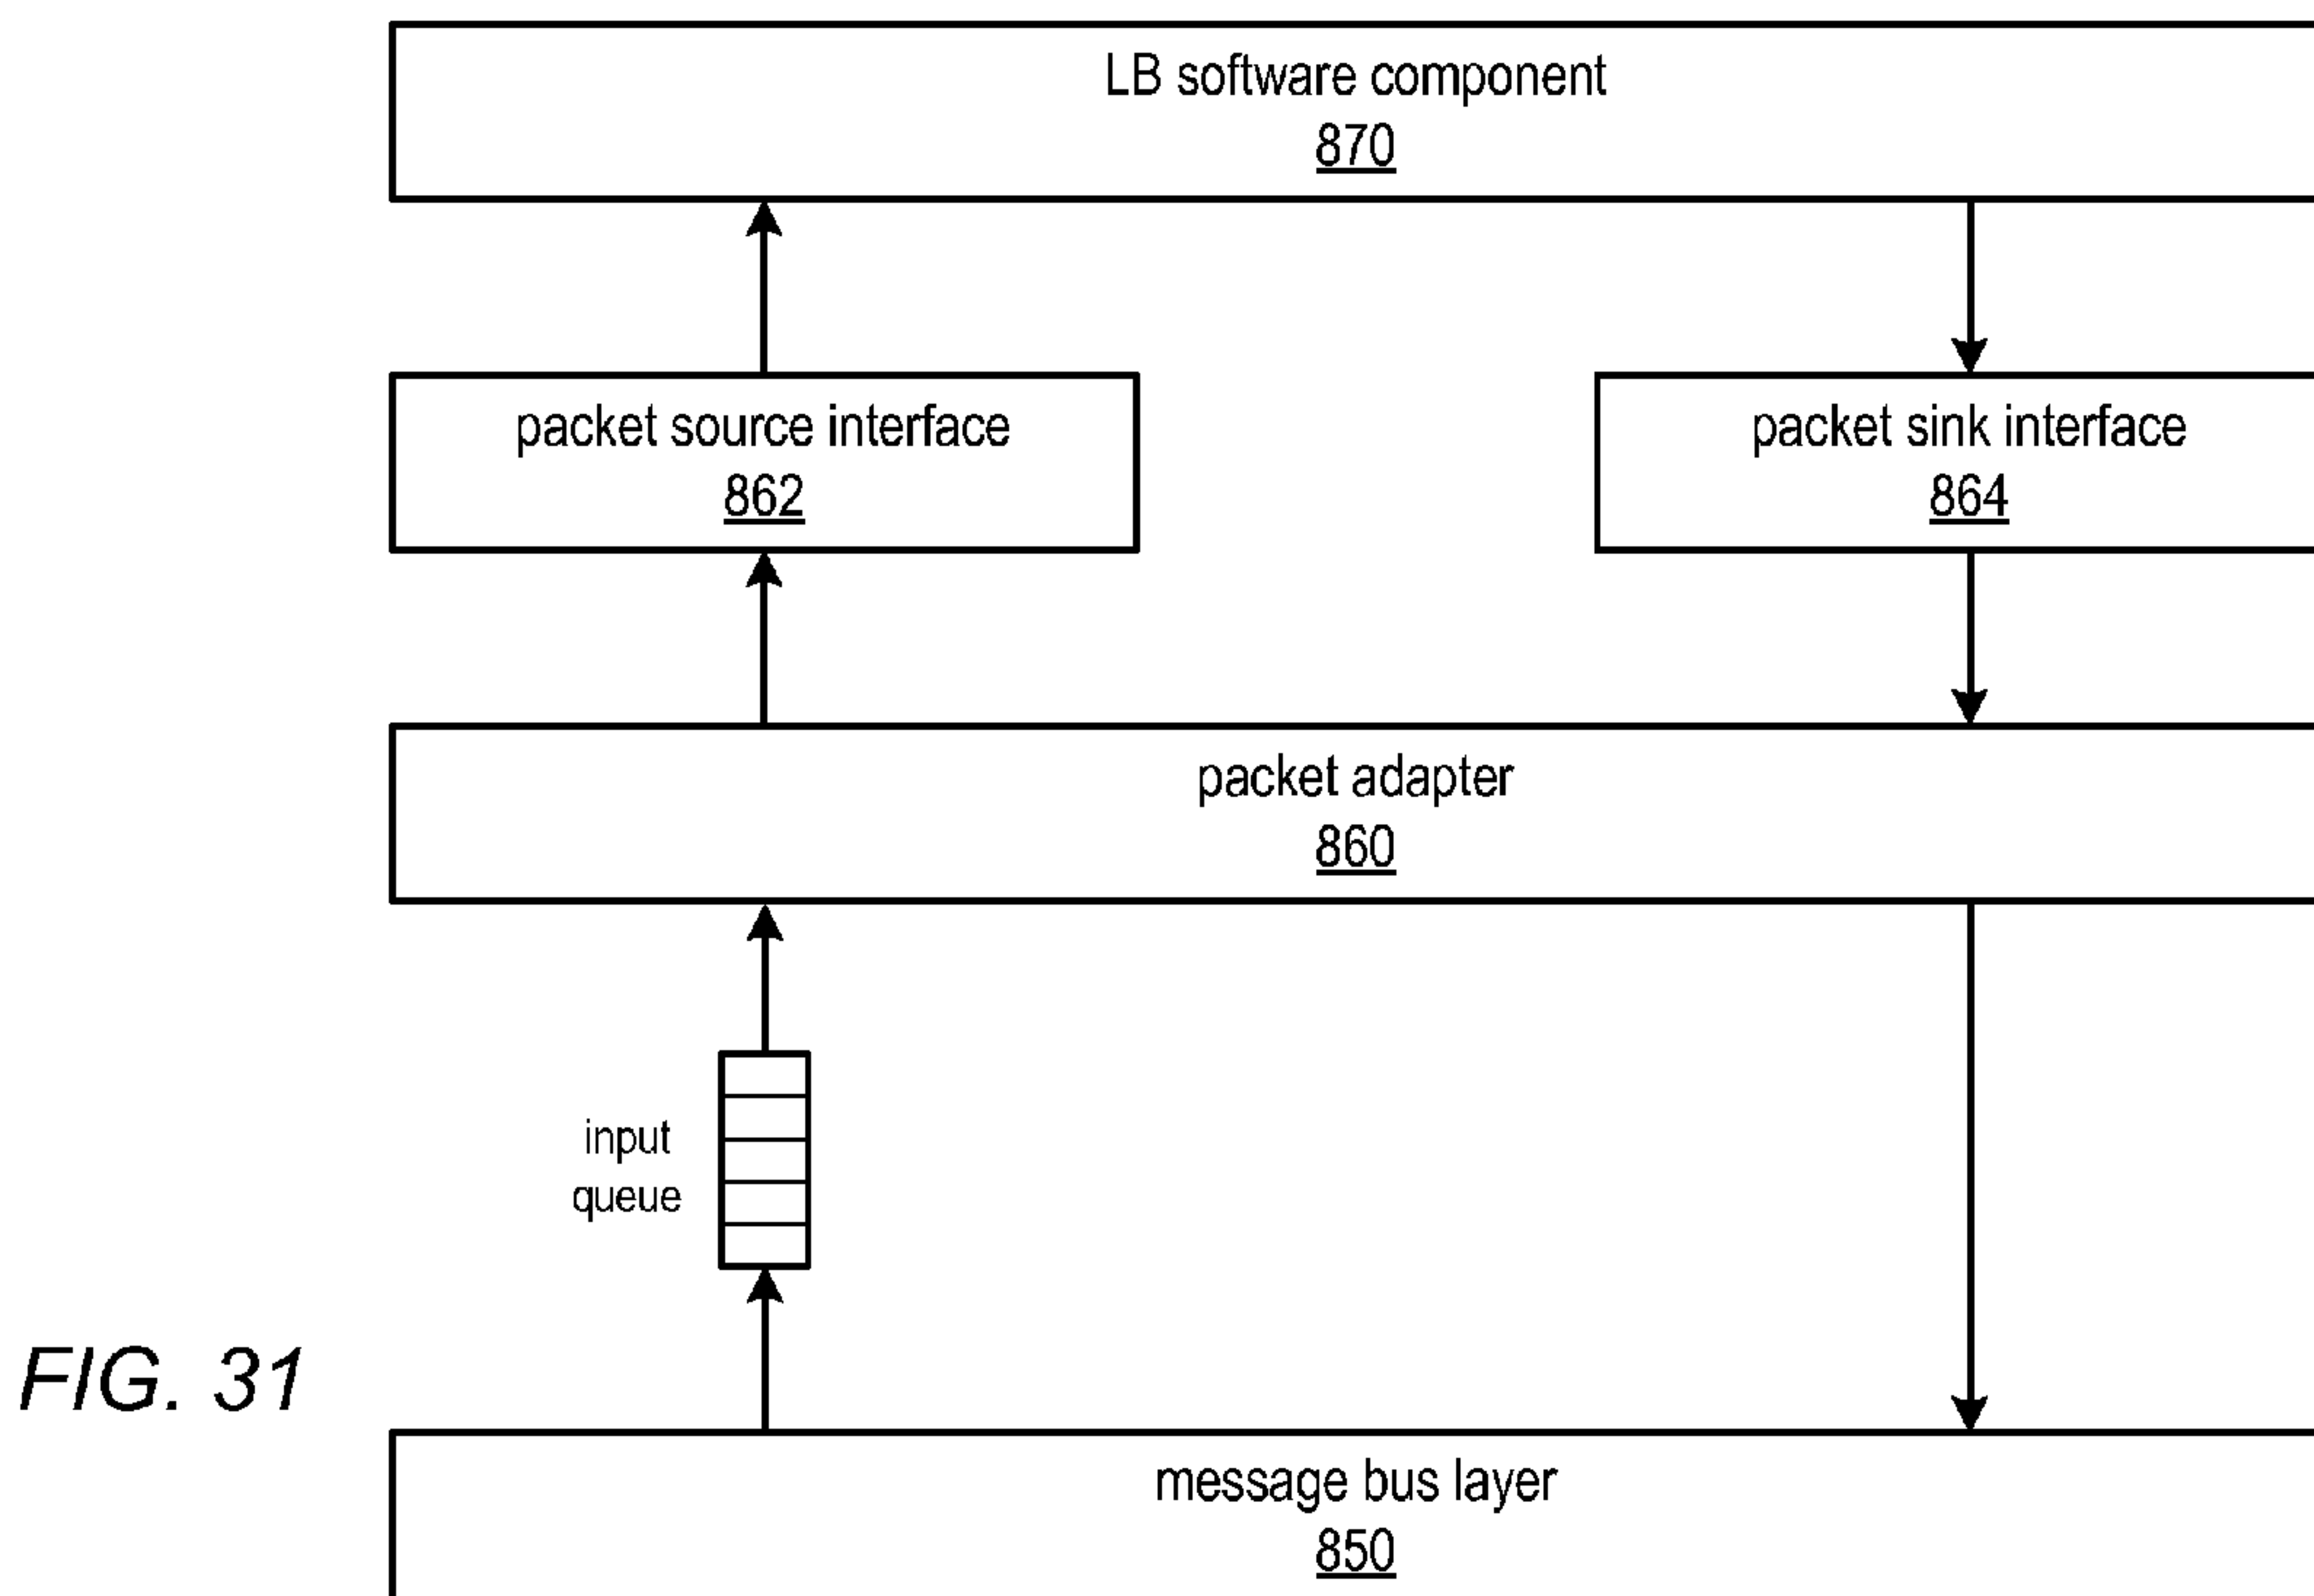 LB software component
870
packet source interface
862
packet sink interface
864
packet adapter
860
input
queue
FIG. 31
message bus layer
850